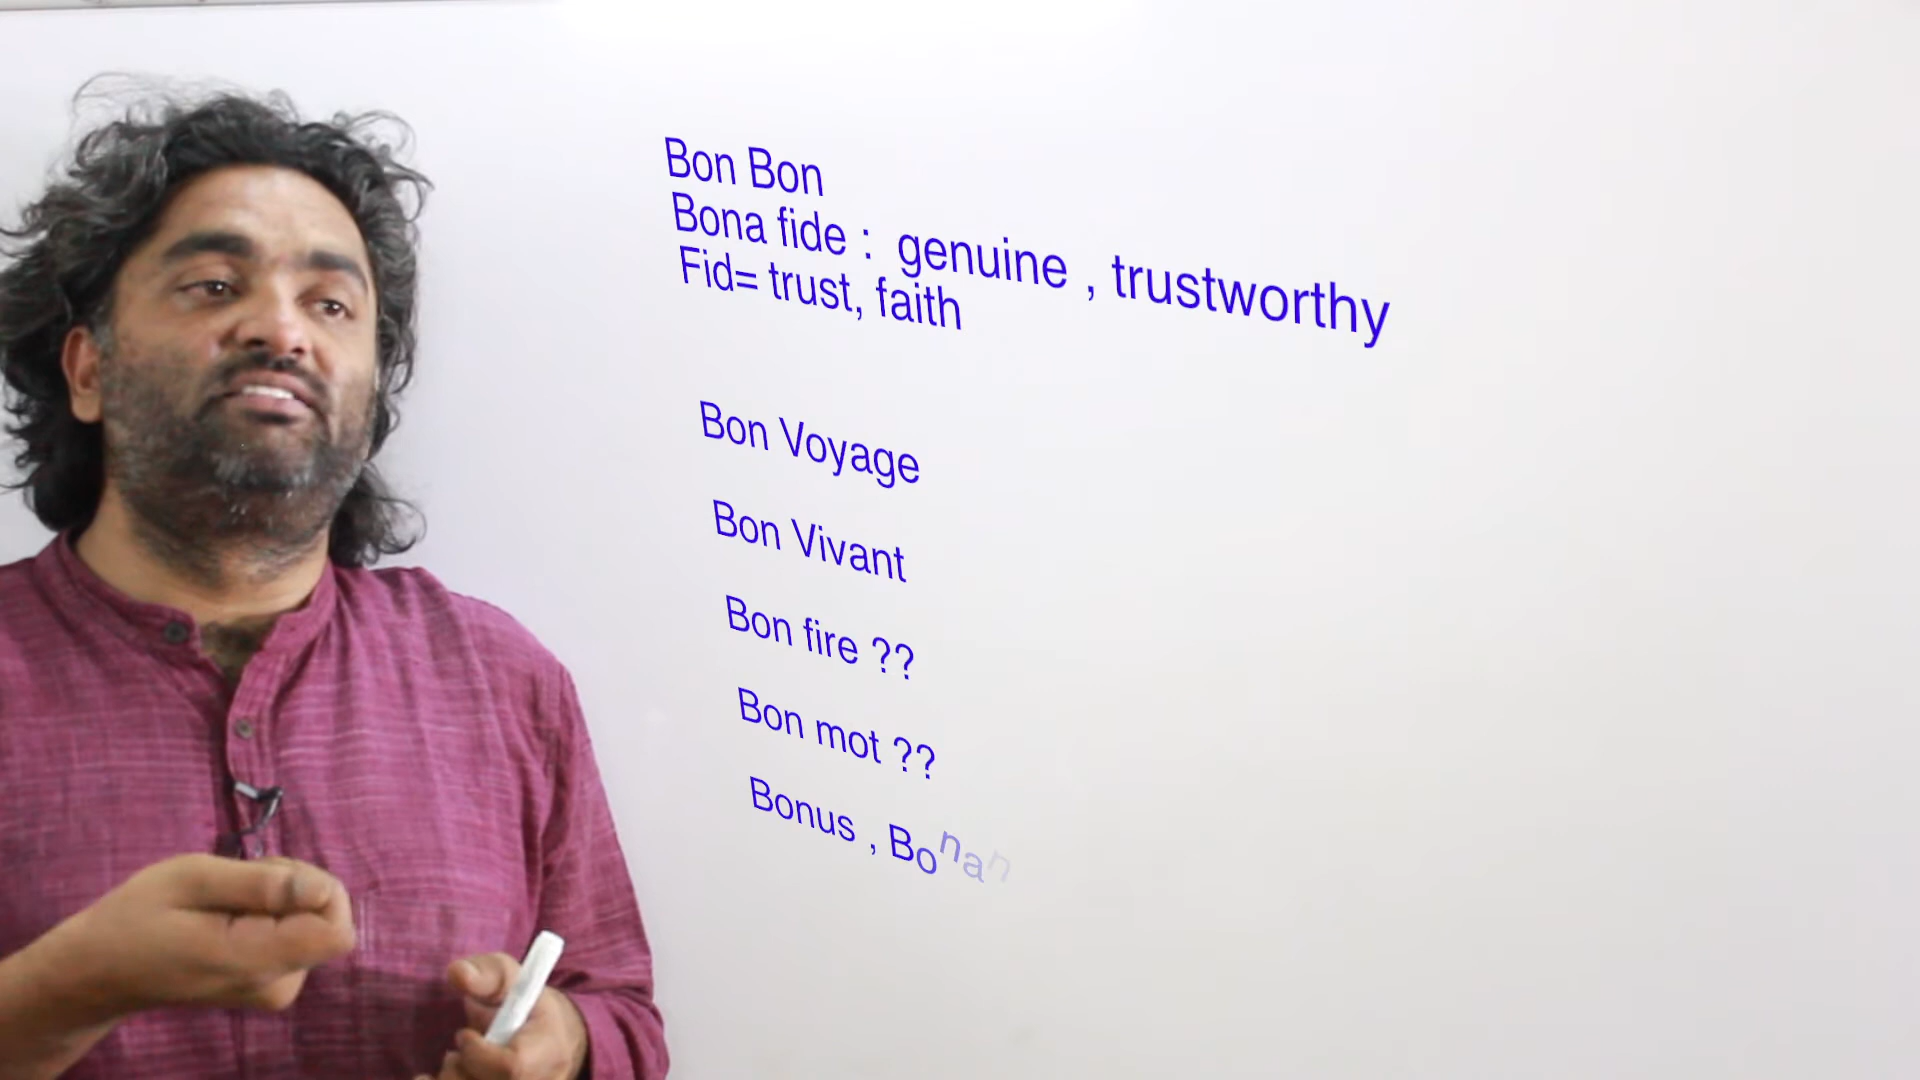 Bon Bon
Bona fide : genuine , trustworthy
Fid= trust, faith
Bon Voyage
Bon Vivant
Bon fire ??
Bon mot ??
Bonus , Bonan